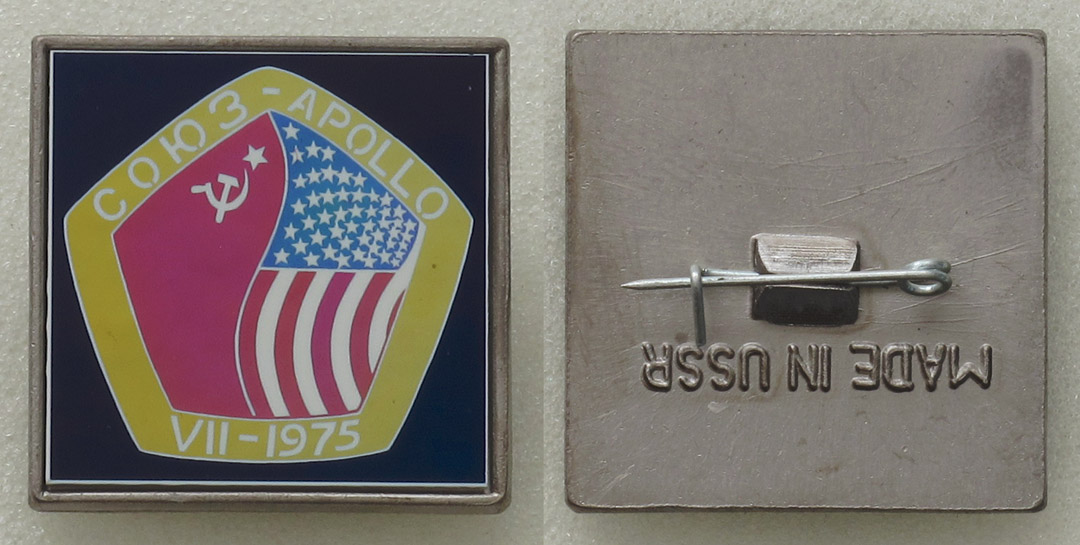 СОЮЗ - APOLLO
VII - 1975
MADE IN USSR